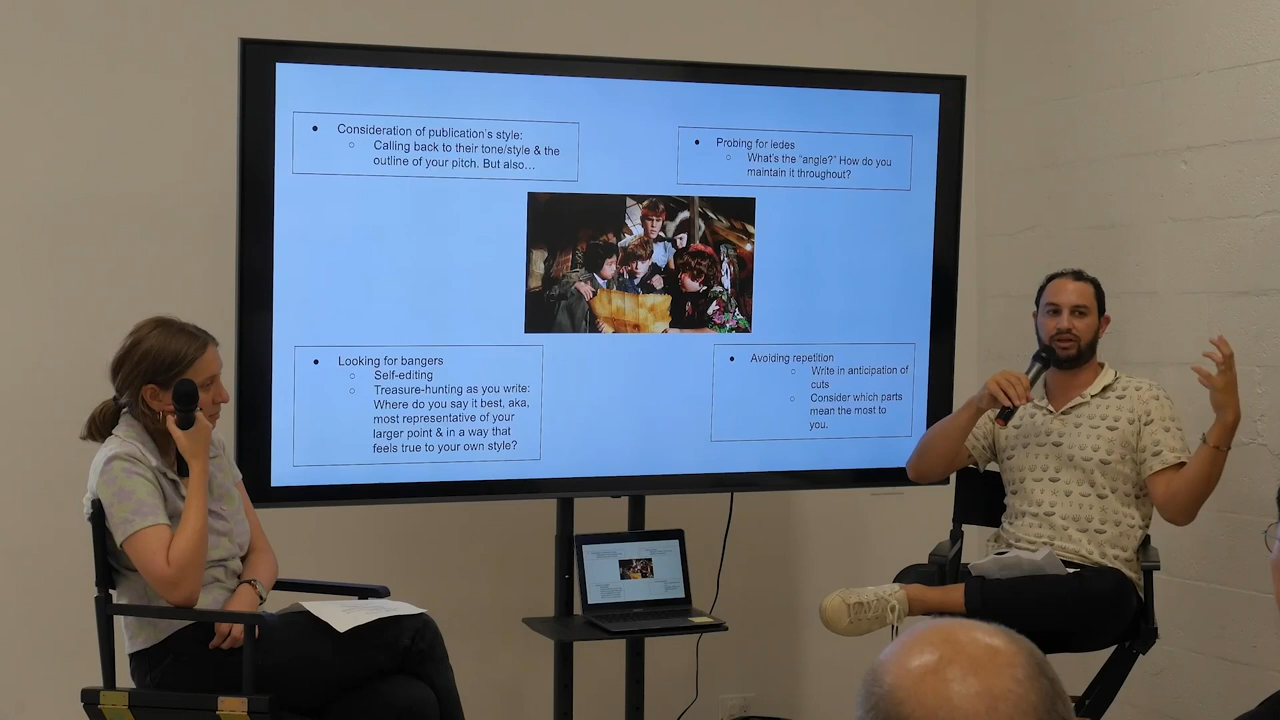 ● Consideration of publication's style:
○ Calling back to their tone/style & the
outline of your pitch. But also…
● Probing for ledes
○ What's the "angle?" How do you
maintain it throughout?
● Looking for bangers
○ Self-editing
○ Treasure-hunting as you write:
Where do you say it best, aka,
most representative of your
larger point & in a way that
feels true to your own style?
● Avoiding repetition
○ Write in anticipation of
cuts
○ Consider which parts
mean the most to
you.